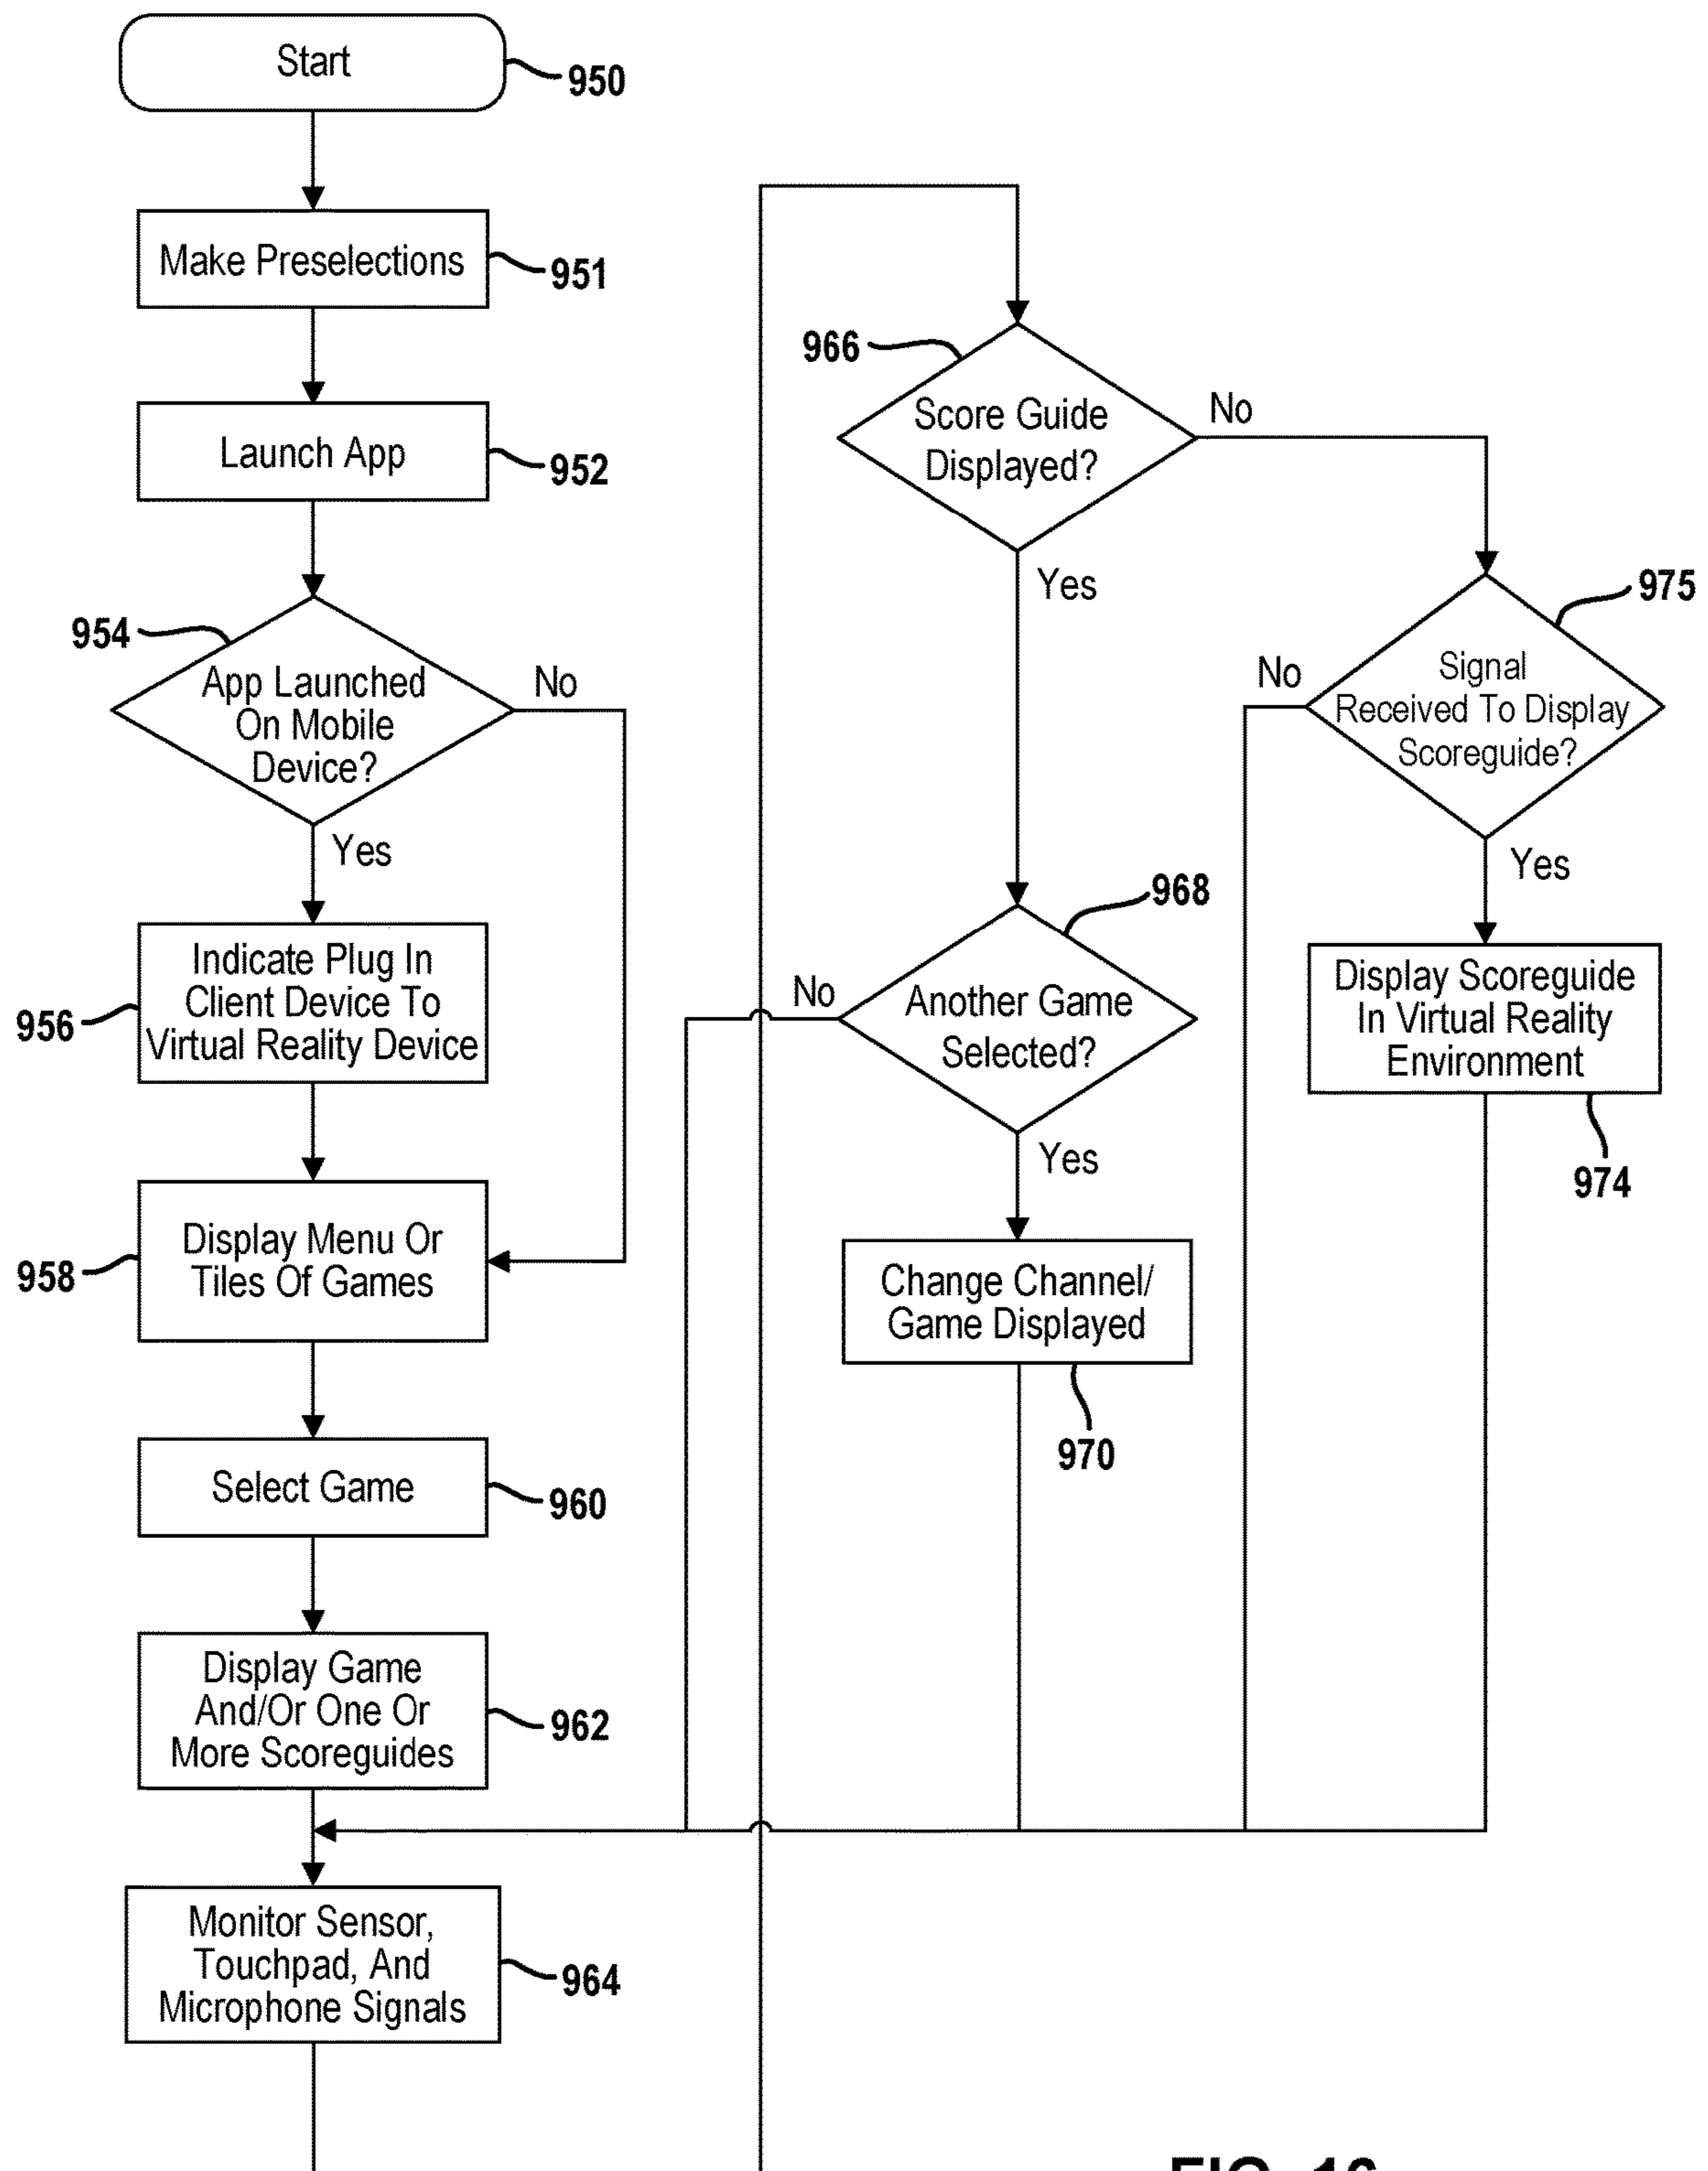 Start
950
Make Preselections
951
Launch App
952
954
App Launched
On Mobile
Device?
No
Yes
956
Indicate Plug In
Client Device To
Virtual Reality Device
958
Display Menu Or
Tiles Of Games
Select Game
960
Display Game
And/Or One Or
More Scoreguides
962
Monitor Sensor,
Touchpad, And
Microphone Signals
964
966
Score Guide
Displayed?
No
Yes
968
No
Another Game
Selected?
Yes
Change Channel/
Game Displayed
970
975
No
Signal
Received To Display
Scoreguide?
Yes
Display Scoreguide
In Virtual Reality
Environment
974
FIG. 16